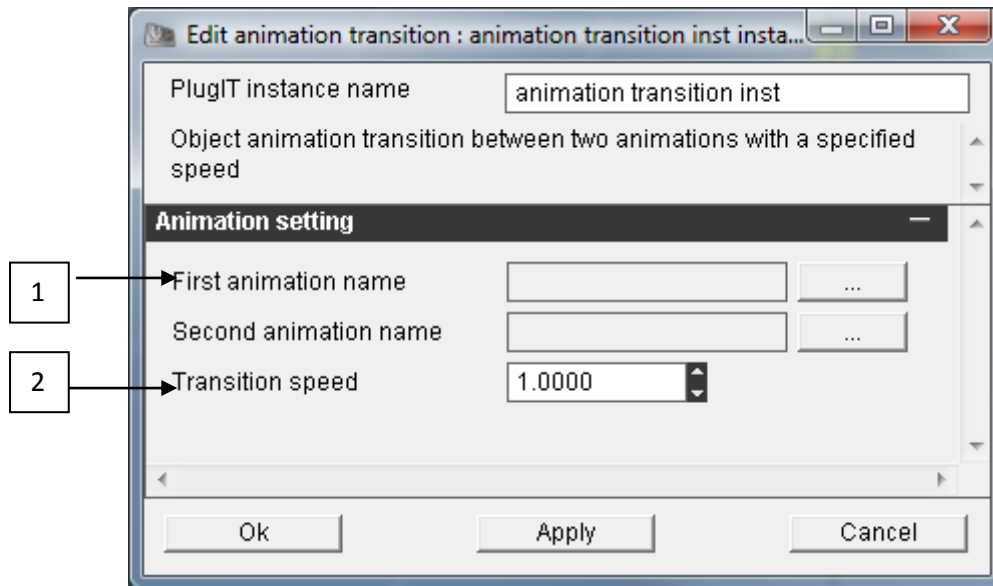 Edit animation transition : animation transition inst insta...
PlugIT instance name
animation transition inst
Object animation transition between two animations with a specified
speed
Animation setting
1
First animation name
...
Second animation name
...
2
Transition speed
1.0000
Ok
Apply
Cancel